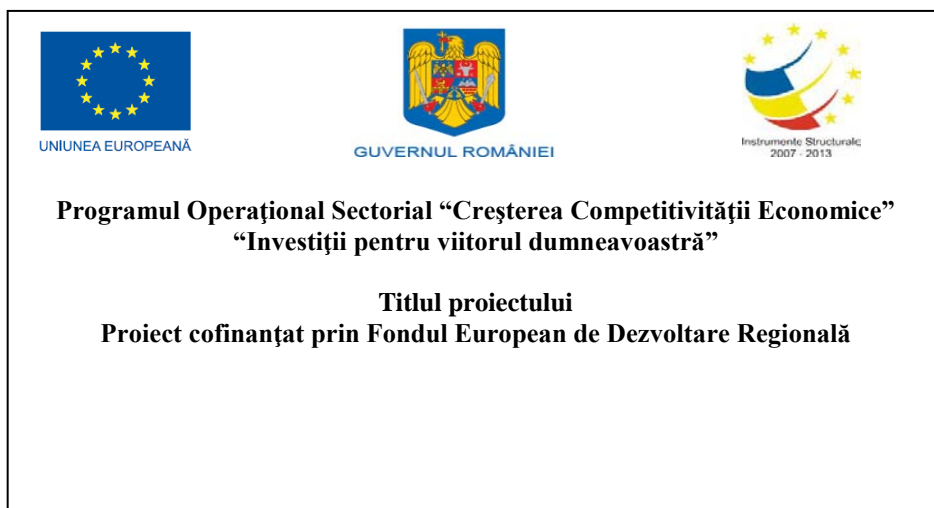 UNIUNEA EUROPEANĂ
GUVERNUL ROMÂNIEI
Instrumente Structurale
2007 - 2013
Programul Operaţional Sectorial “Creşterea Competitivităţii Economice”
“Investiţii pentru viitorul dumneavoastră”
Titlul proiectului
Proiect cofinanţat prin Fondul European de Dezvoltare Regională